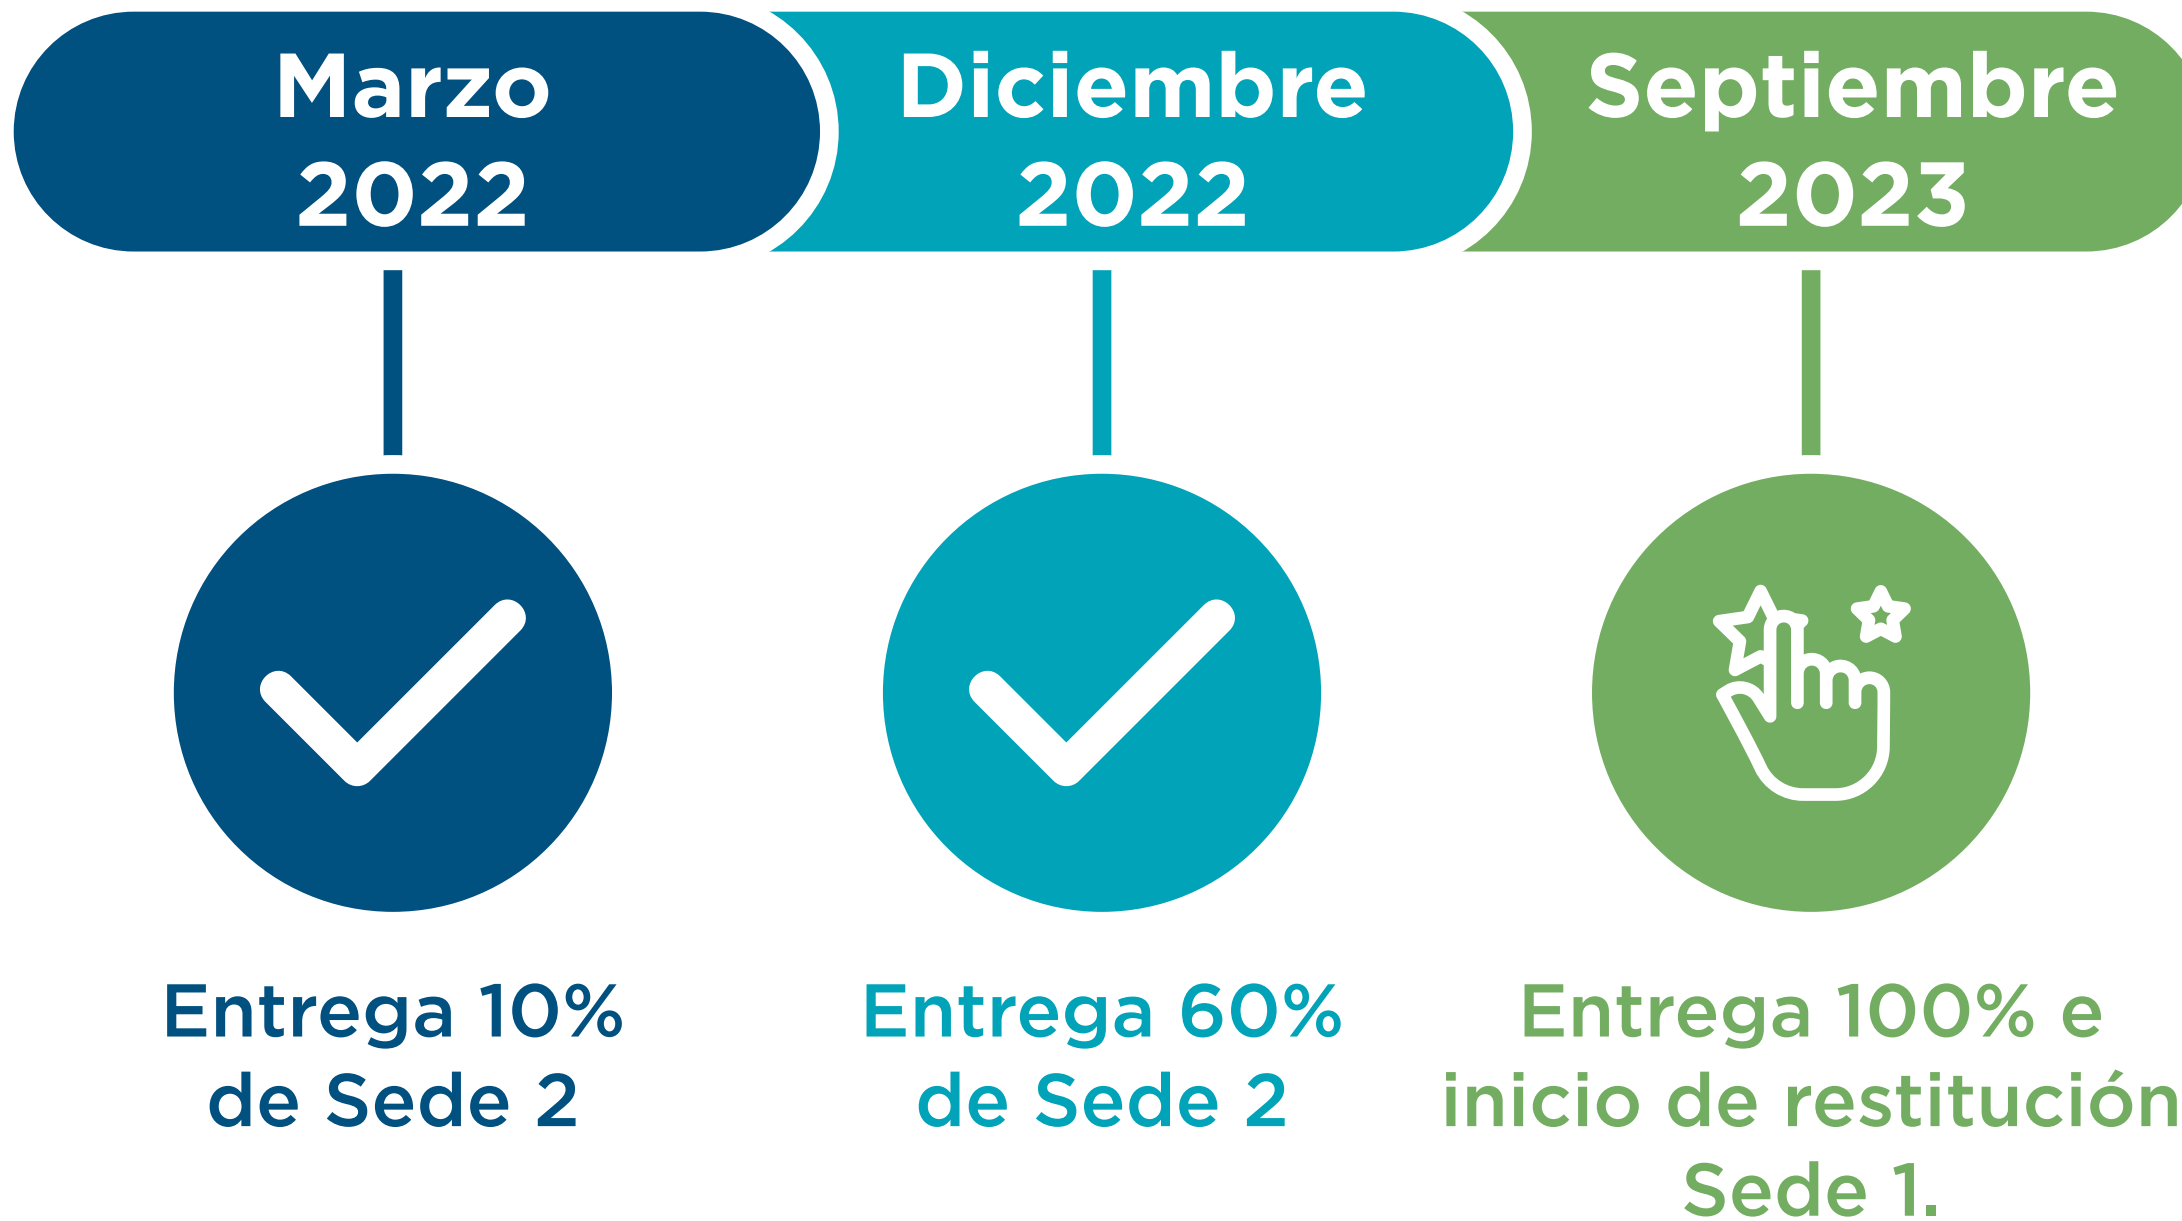 Marzo
2022
Diciembre
2022
Septiembre
2023
Entrega 10%
de Sede 2
Entrega 60%
de Sede 2
Entrega 100% e
inicio de restitución
Sede 1.